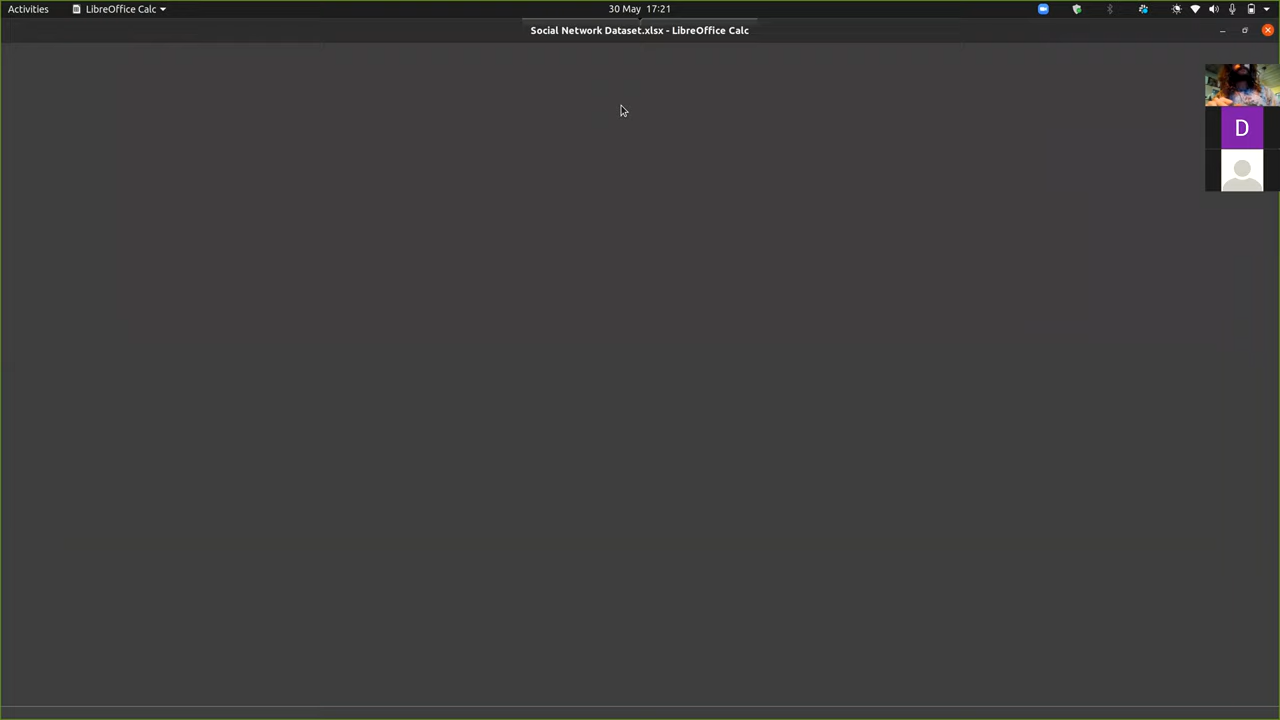 Activities
LibreOffice Calc
30 May 17:21
Social Network Dataset.xlsx - LibreOffice Calc
D